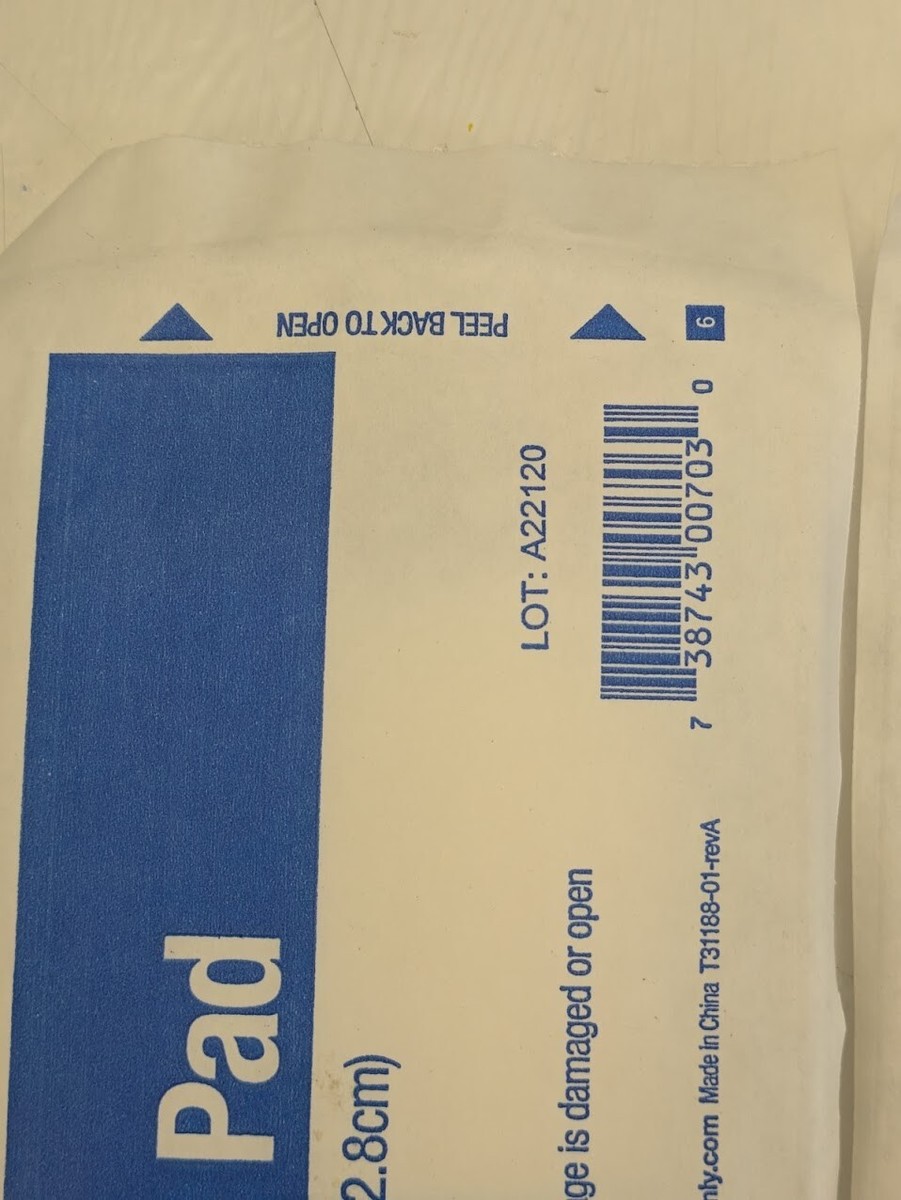 PEEL BACK TO OPEN
Pad
2.8cm)
LOT: A22120
ge is damaged or open
7 38743 00703 0
6
nly.com Made in China T31188-01-revA